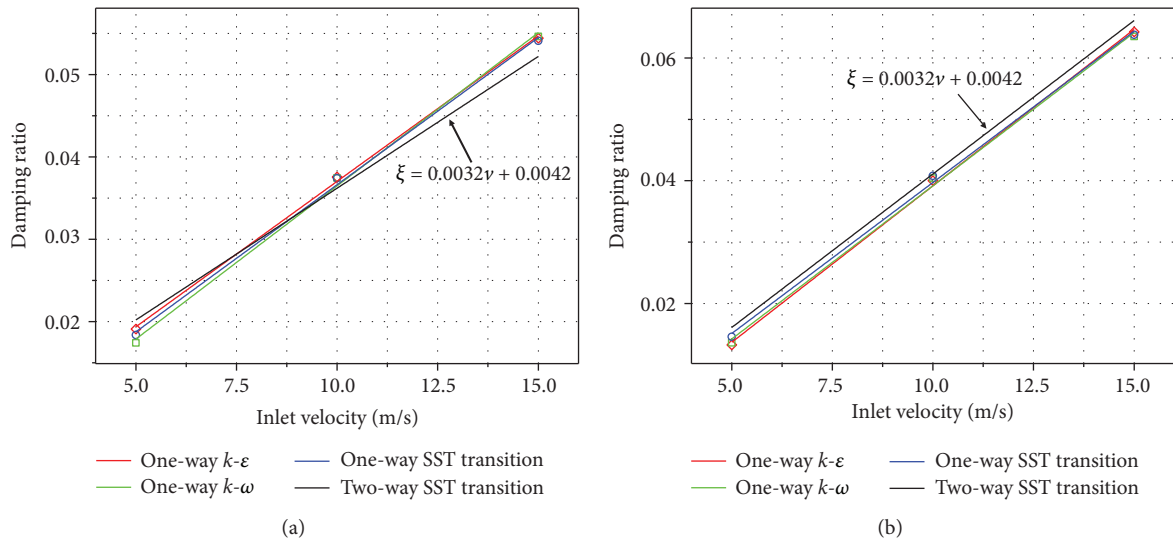 0.05
0.04
0.03
0.02
Damping ratio
ξ = 0.0032v + 0.0042
5.0 7.5 10.0 12.5 15.0
Inlet velocity (m/s)
One-way k-ε One-way SST transition
One-way k-ω Two-way SST transition
(a)
0.06
0.04
0.02
Damping ratio
ξ = 0.0032v + 0.0042
5.0 7.5 10.0 12.5 15.0
Inlet velocity (m/s)
One-way k-ε One-way SST transition
One-way k-ω Two-way SST transition
(b)